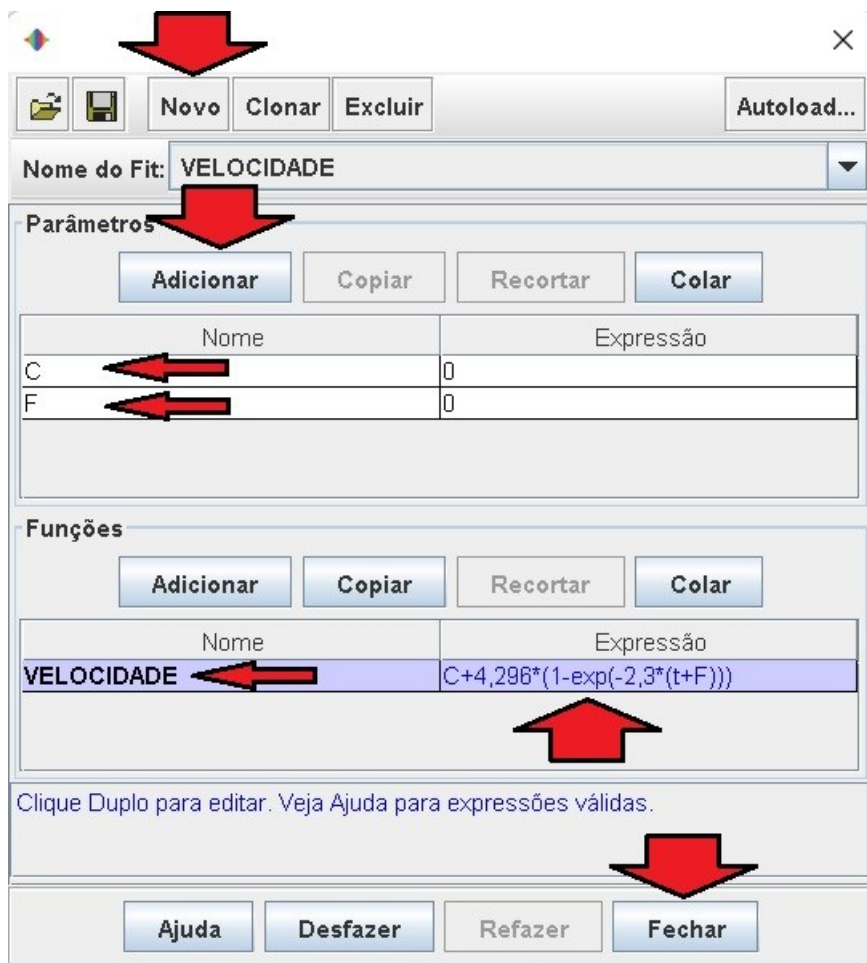 Novo Clonar Excluir Autoload...
Nome do Fit: VELOCIDADE
Parâmetros
Adicionar Copiar Recortar Colar
Nome Expressão
C 0
F 0
Funções
Adicionar Copiar Recortar Colar
Nome Expressão
VELOCIDADE C+4,296*(1-exp(-2,3*(t+F)))
Clique Duplo para editar. Veja Ajuda para expressões válidas.
Ajuda Desfazer Refazer Fechar